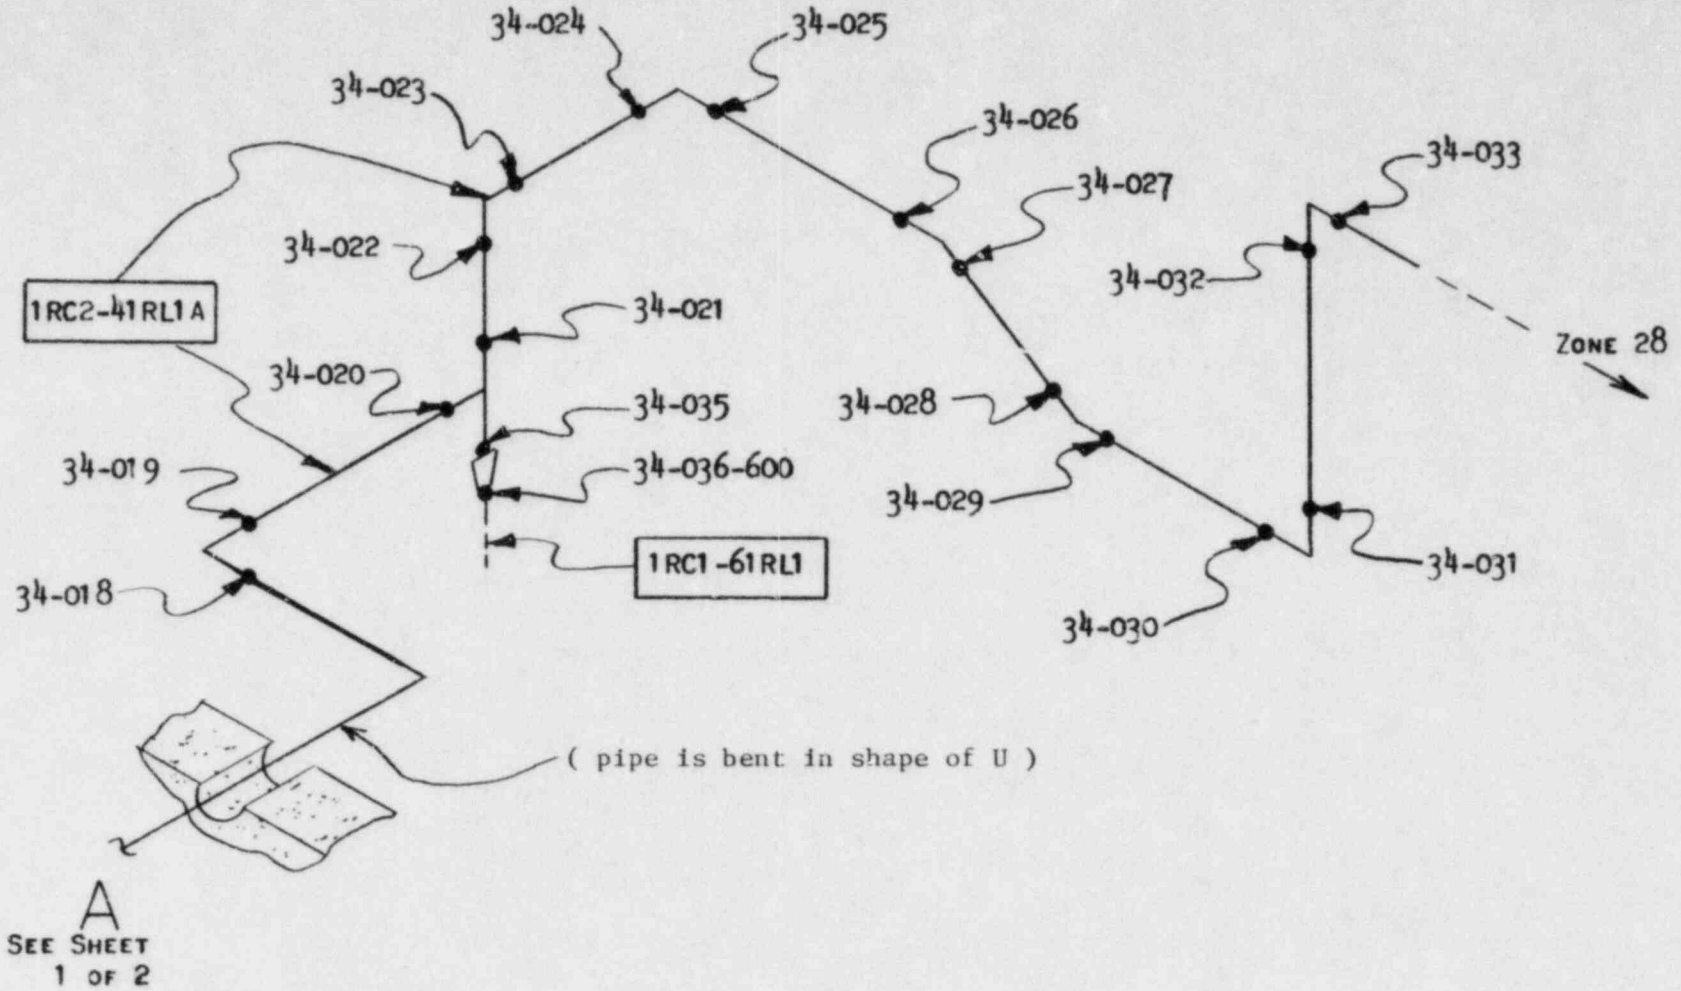 34-024
34-025
34-023
34-026
34-033
34-027
34-022
34-032
1RC2-41RL1A
34-021
ZONE 28
34-020
34-035
34-028
34-019
34-036-600
34-029
1RC1-61RL1
34-031
34-018
34-030
( pipe is bent in shape of U )
A
SEE SHEET
1 OF 2